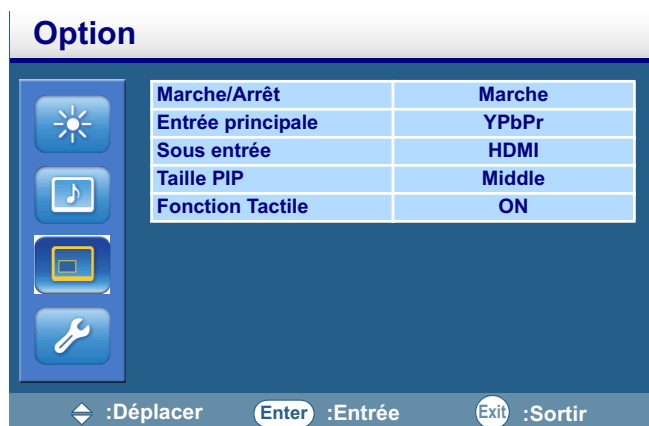 Option
Marche/Arrêt Marche
Entrée principale YPbPr
Sous entrée HDMI
Taille PIP Middle
Fonction Tactile ON
:Déplacer Enter :Entrée Exit :Sortir